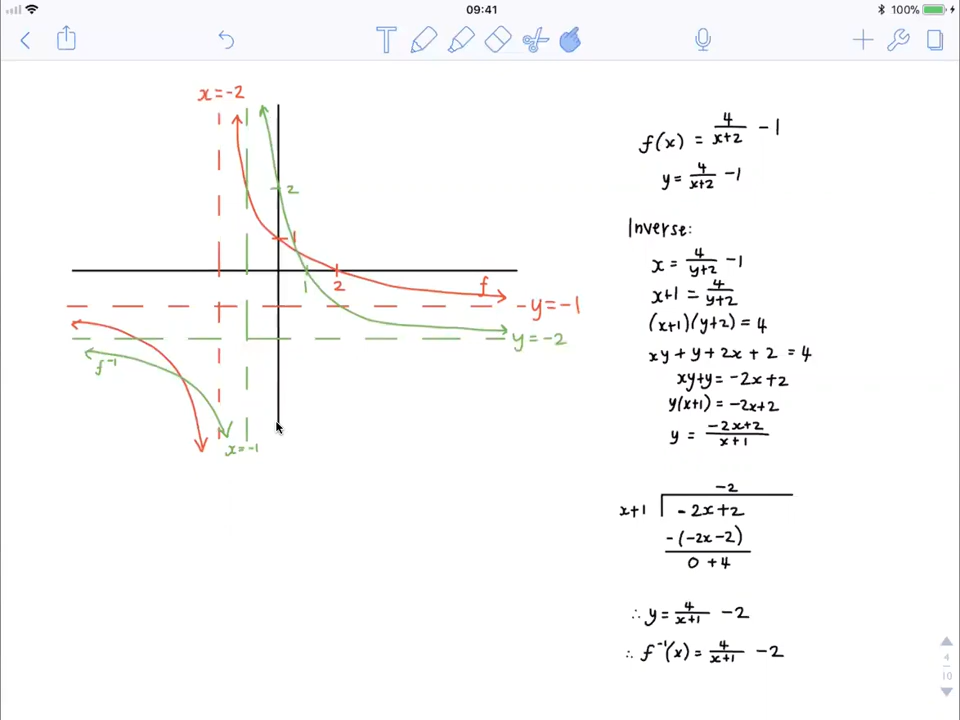 09:41
100%
T
x=-2
2
1
1
2
f
-y=-1
y=-2
f⁻¹
x=-1
f(x) = 4/(x+2) -1
y= 4/(x+2) -1
Inverse:
x = 4/(y+2) -1
x+1 = 4/(y+2)
(x+1)(y+2) = 4
xy+y+2x+2 = 4
xy+y = -2x+2
y(x+1) = -2x+2
y = (-2x+2)/(x+1)
-2
x+1 -2x+2
-(-2x-2)
0 +4
∴ y= 4/(x+1) -2
∴ f⁻¹(x) = 4/(x+1) -2
4
10